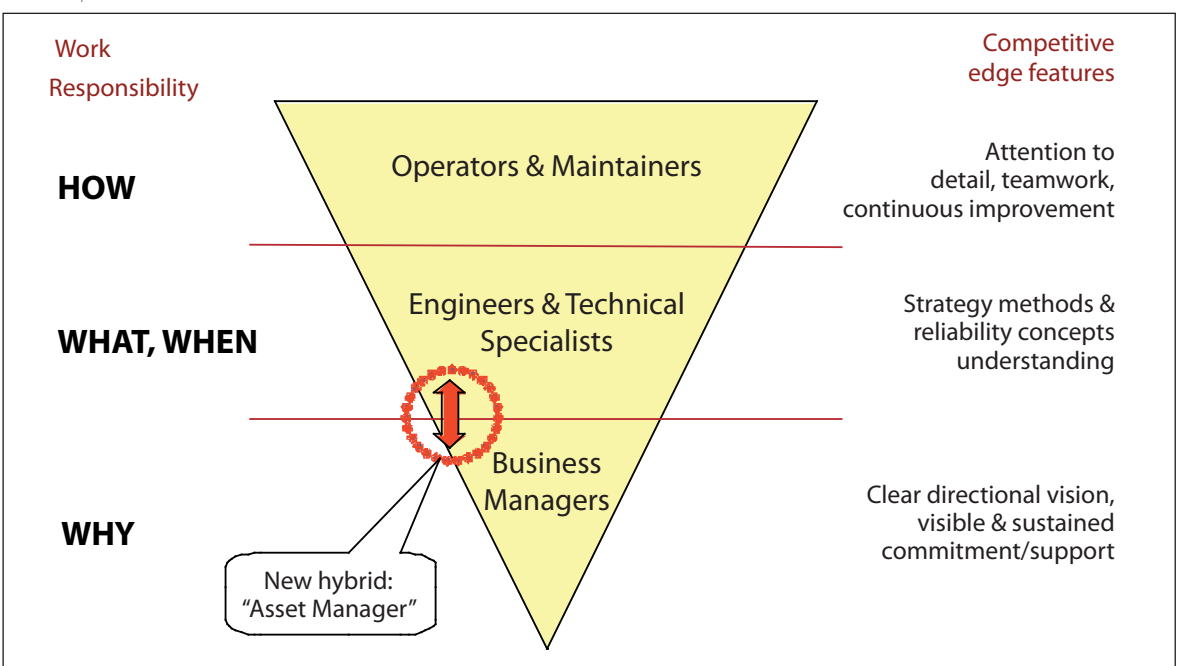 Work
Responsibility
Competitive
edge features
HOW
Operators & Maintainers
Attention to
detail, teamwork,
continuous improvement
WHAT, WHEN
Engineers & Technical
Specialists
Strategy methods &
reliability concepts
understanding
WHY
Business
Managers
Clear directional vision,
visible & sustained
commitment/support
New hybrid:
“Asset Manager”